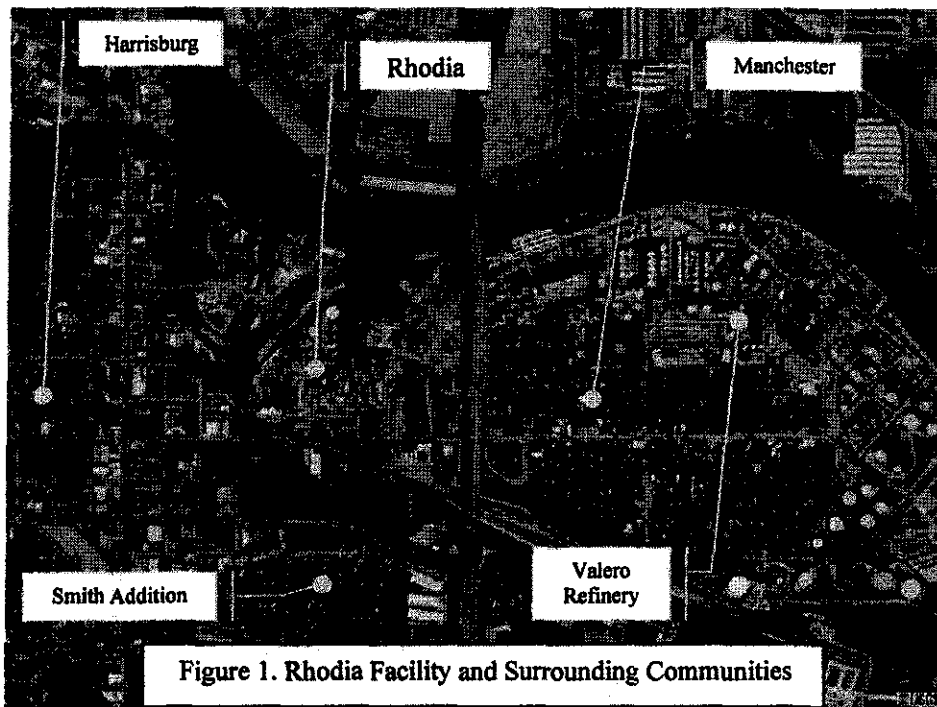 Harrisburg
Rhodia
Manchester
Smith Addition
Valero
Refinery
Figure 1. Rhodia Facility and Surrounding Communities